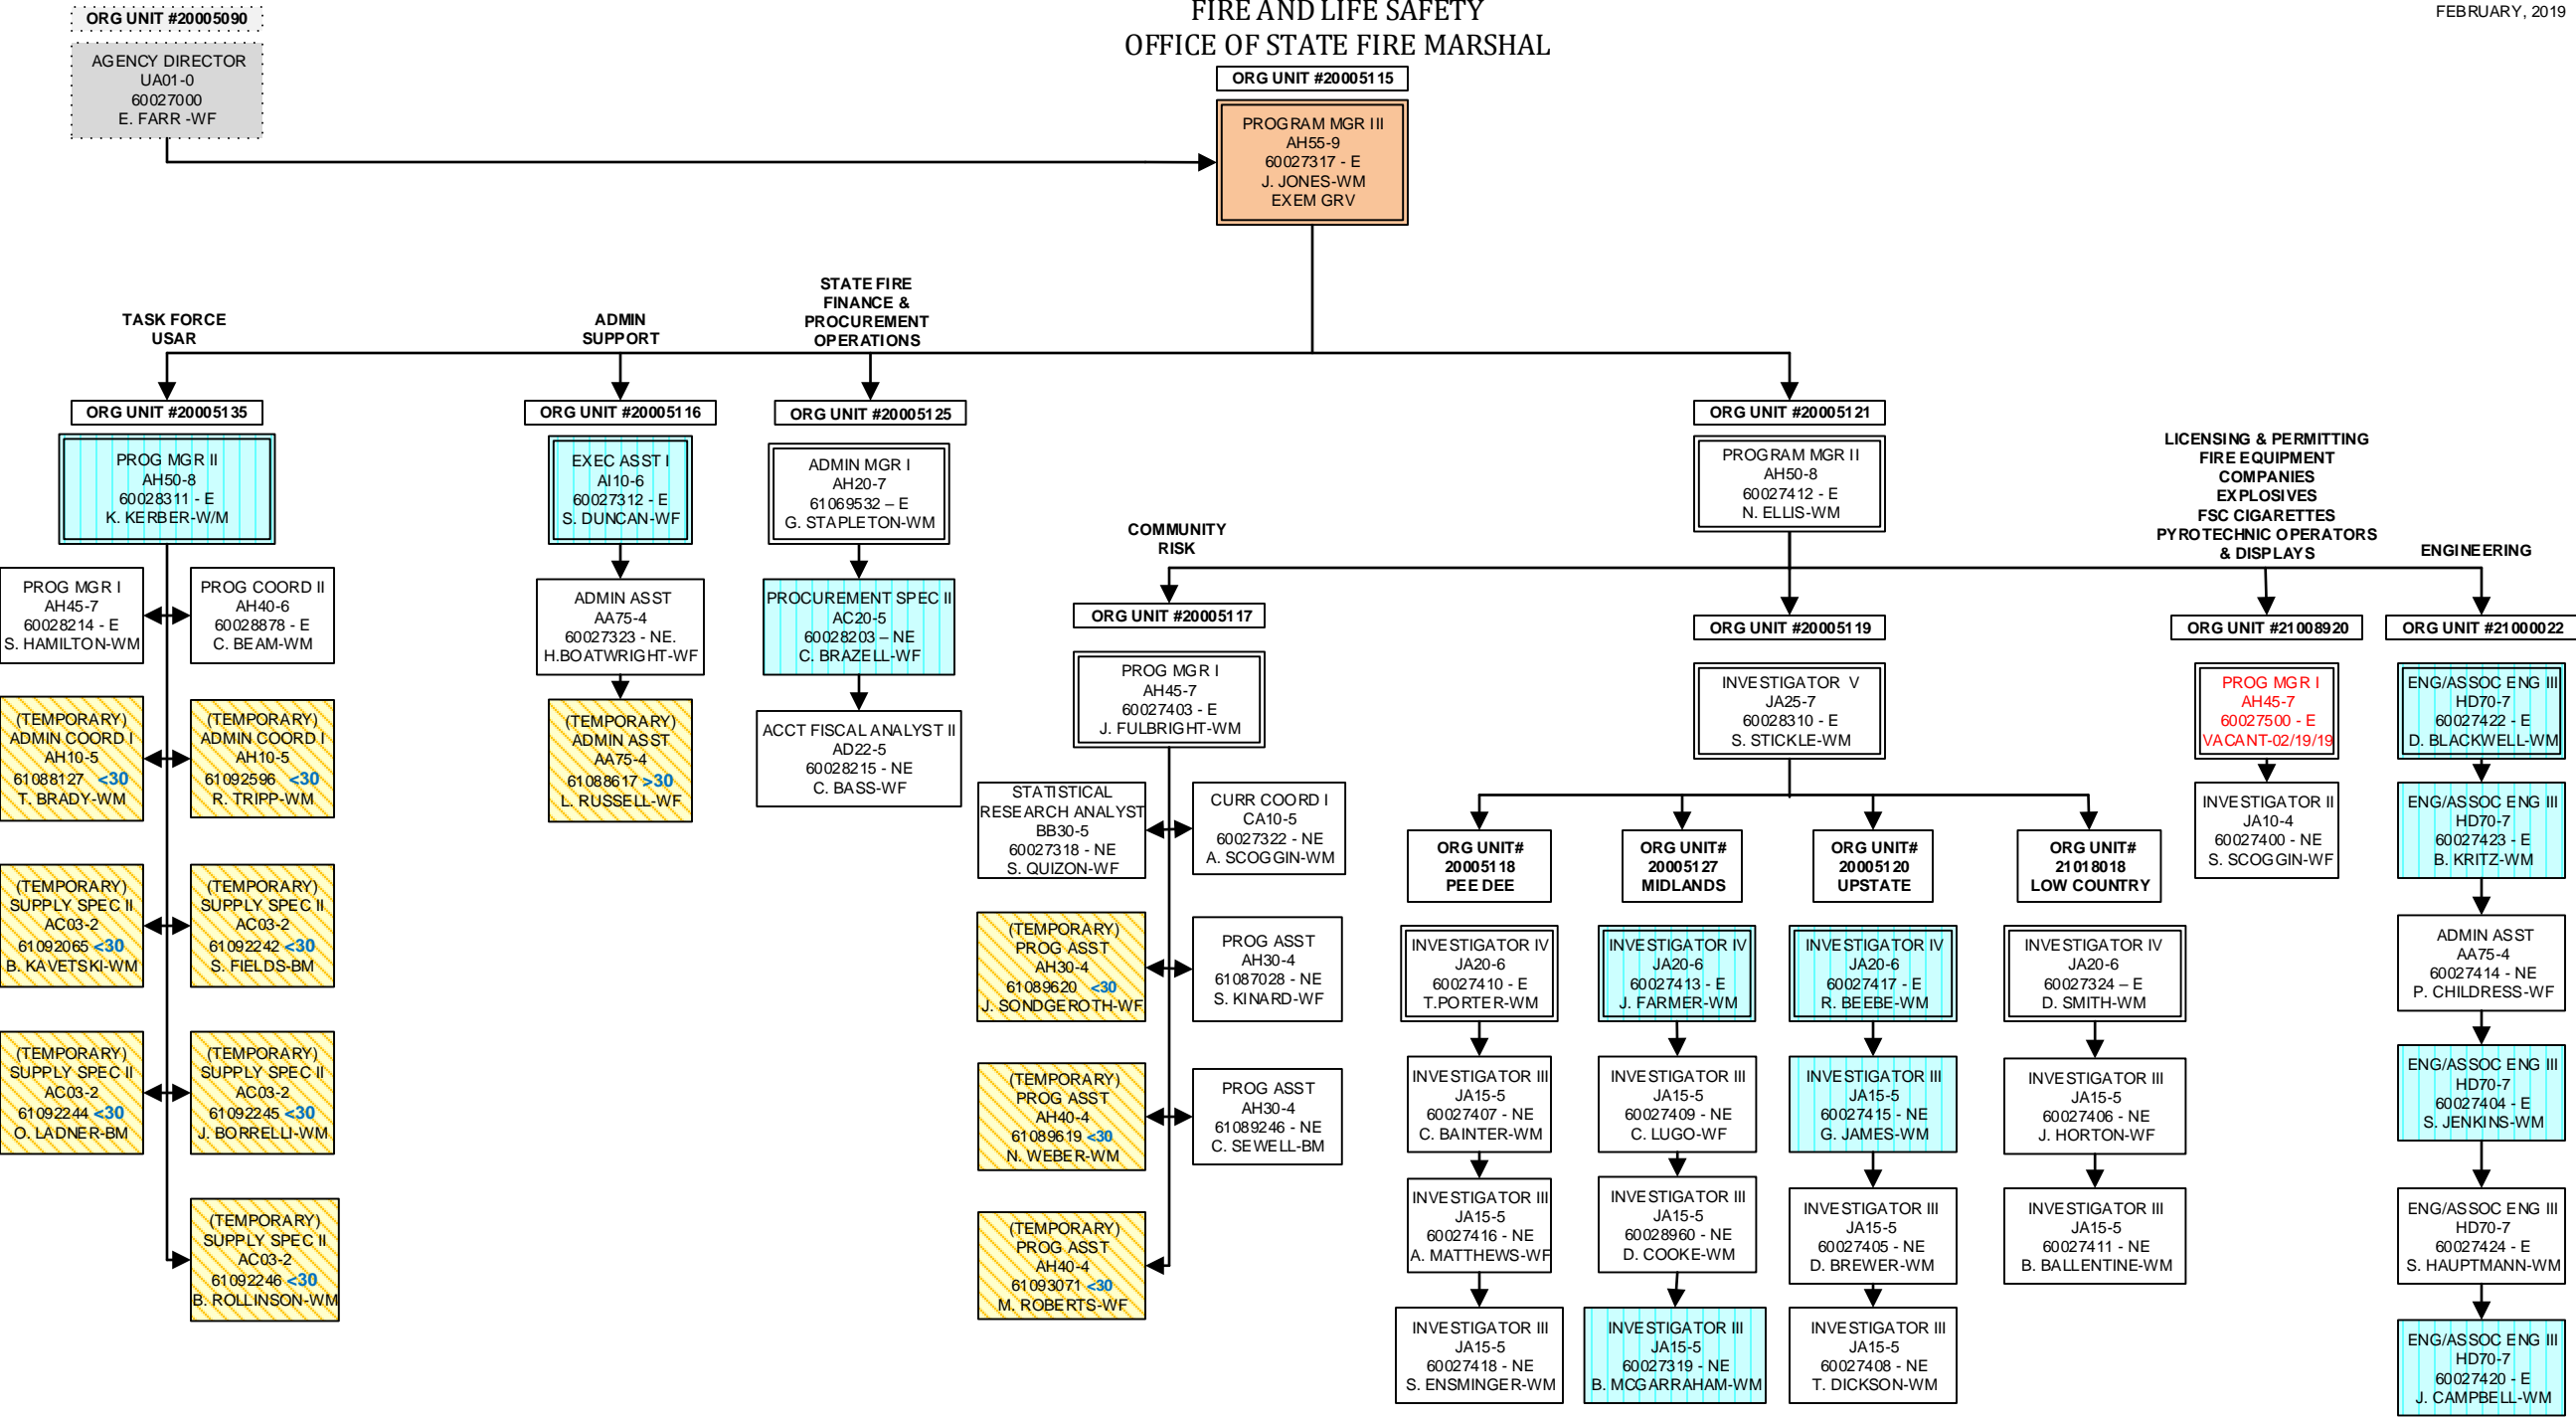 ORG UNIT #20005090
AGENCY DIRECTOR
UA01-0
60027000
E. FARR -WF
FIRE AND LIFE SAFETY
OFFICE OF STATE FIRE MARSHAL
FEBRUARY, 2019
ORG UNIT #20005115
PROGRAM MGR III
AH55-9
60027317 - E
J. JONES-WM
EXEM GRV
TASK FORCE
USAR
ORG UNIT #20005135
PROG MGR II
AH50-8
60028311 - E
K. KERBER-W/M
PROG MGR I
AH45-7
60028214 - E
S. HAMILTON-WM
PROG COORD II
AH40-6
60028878 - E
C. BEAM-WM
(TEMPORARY)
ADMIN COORD I
AH10-5
61088127 <30
T. BRADY-WM
(TEMPORARY)
ADMIN COORD I
AH10-5
61092596 <30
R. TRIPP-WM
(TEMPORARY)
SUPPLY SPEC II
AC03-2
61092065 <30
B. KAVETSKI-WM
(TEMPORARY)
SUPPLY SPEC II
AC03-2
61092242 <30
S. FIELDS-BM
(TEMPORARY)
SUPPLY SPEC II
AC03-2
61092244 <30
O. LADNER-BM
(TEMPORARY)
SUPPLY SPEC II
AC03-2
61092245 <30
J. BORRELLI-WM
(TEMPORARY)
SUPPLY SPEC II
AC03-2
61092246 <30
B. ROLLINSON-WM
ADMIN
SUPPORT
ORG UNIT #20005116
EXEC ASST I
AI10-6
60027312 - E
S. DUNCAN-WF
ADMIN ASST
AA75-4
60027323 - NE.
H.BOATWRIGHT-WF
(TEMPORARY)
ADMIN ASST
AA75-4
61088617 >30
L. RUSSELL-WF
STATE FIRE
FINANCE &
PROCUREMENT
OPERATIONS
ORG UNIT #20005125
ADMIN MGR I
AH20-7
61069532 – E
G. STAPLETON-WM
PROCUREMENT SPEC II
AC20-5
60028203 – NE
C. BRAZELL-WF
ACCT FISCAL ANALYST II
AD22-5
60028215 - NE
C. BASS-WF
ORG UNIT #20005121
PROGRAM MGR II
AH50-8
60027412 - E
N. ELLIS-WM
COMMUNITY
RISK
ORG UNIT #20005117
PROG MGR I
AH45-7
60027403 - E
J. FULBRIGHT-WM
STATISTICAL
RESEARCH ANALYST
BB30-5
60027318 - NE
S. QUIZON-WF
CURR COORD I
CA10-5
60027322 - NE
A. SCOGGIN-WM
(TEMPORARY)
PROG ASST
AH30-4
61089620 <30
J. SONDGEROTH-WF
PROG ASST
AH30-4
61087028 - NE
S. KINARD-WF
(TEMPORARY)
PROG ASST
AH40-4
61089619 <30
N. WEBER-WM
PROG ASST
AH30-4
61089246 - NE
C. SEWELL-BM
(TEMPORARY)
PROG ASST
AH40-4
61093071 <30
M. ROBERTS-WF
ORG UNIT #20005119
INVESTIGATOR V
JA25-7
60028310 - E
S. STICKLE-WM
ORG UNIT#
20005118
PEE DEE
INVESTIGATOR IV
JA20-6
60027410 - E
T.PORTER-WM
INVESTIGATOR III
JA15-5
60027407 - NE
C. BAINTER-WM
INVESTIGATOR III
JA15-5
60027416 - NE
A. MATTHEWS-WF
INVESTIGATOR III
JA15-5
60027418 - NE
S. ENSMINGER-WM
ORG UNIT#
20005127
MIDLANDS
INVESTIGATOR IV
JA20-6
60027413 - E
J. FARMER-WM
INVESTIGATOR III
JA15-5
60027409 - NE
C. LUGO-WF
INVESTIGATOR III
JA15-5
60028960 - NE
D. COOKE-WM
INVESTIGATOR III
JA15-5
60027319 - NE
B. MCGARRAHAM-WM
ORG UNIT#
20005120
UPSTATE
INVESTIGATOR IV
JA20-6
60027417 - E
R. BEEBE-WM
INVESTIGATOR III
JA15-5
60027415 - NE
G. JAMES-WM
INVESTIGATOR III
JA15-5
60027405 - NE
D. BREWER-WM
INVESTIGATOR III
JA15-5
60027408 - NE
T. DICKSON-WM
ORG UNIT#
21018018
LOW COUNTRY
INVESTIGATOR IV
JA20-6
60027324 – E
D. SMITH-WM
INVESTIGATOR III
JA15-5
60027406 - NE
J. HORTON-WF
INVESTIGATOR III
JA15-5
60027411 - NE
B. BALLENTINE-WM
LICENSING & PERMITTING
FIRE EQUIPMENT
COMPANIES
EXPLOSIVES
FSC CIGARETTES
PYROTECHNIC OPERATORS
& DISPLAYS
ORG UNIT #21008920
PROG MGR I
AH45-7
60027500 - E
VACANT-02/19/19
INVESTIGATOR II
JA10-4
60027400 - NE
S. SCOGGIN-WF
ENGINEERING
ORG UNIT #21000022
ENG/ASSOC ENG III
HD70-7
60027422 - E
D. BLACKWELL-WM
ENG/ASSOC ENG III
HD70-7
60027423 - E
B. KRITZ-WM
ADMIN ASST
AA75-4
60027414 - NE
P. CHILDRESS-WF
ENG/ASSOC ENG III
HD70-7
60027404 - E
S. JENKINS-WM
ENG/ASSOC ENG III
HD70-7
60027424 - E
S. HAUPTMANN-WM
ENG/ASSOC ENG III
HD70-7
60027420 - E
J. CAMPBELL-WM